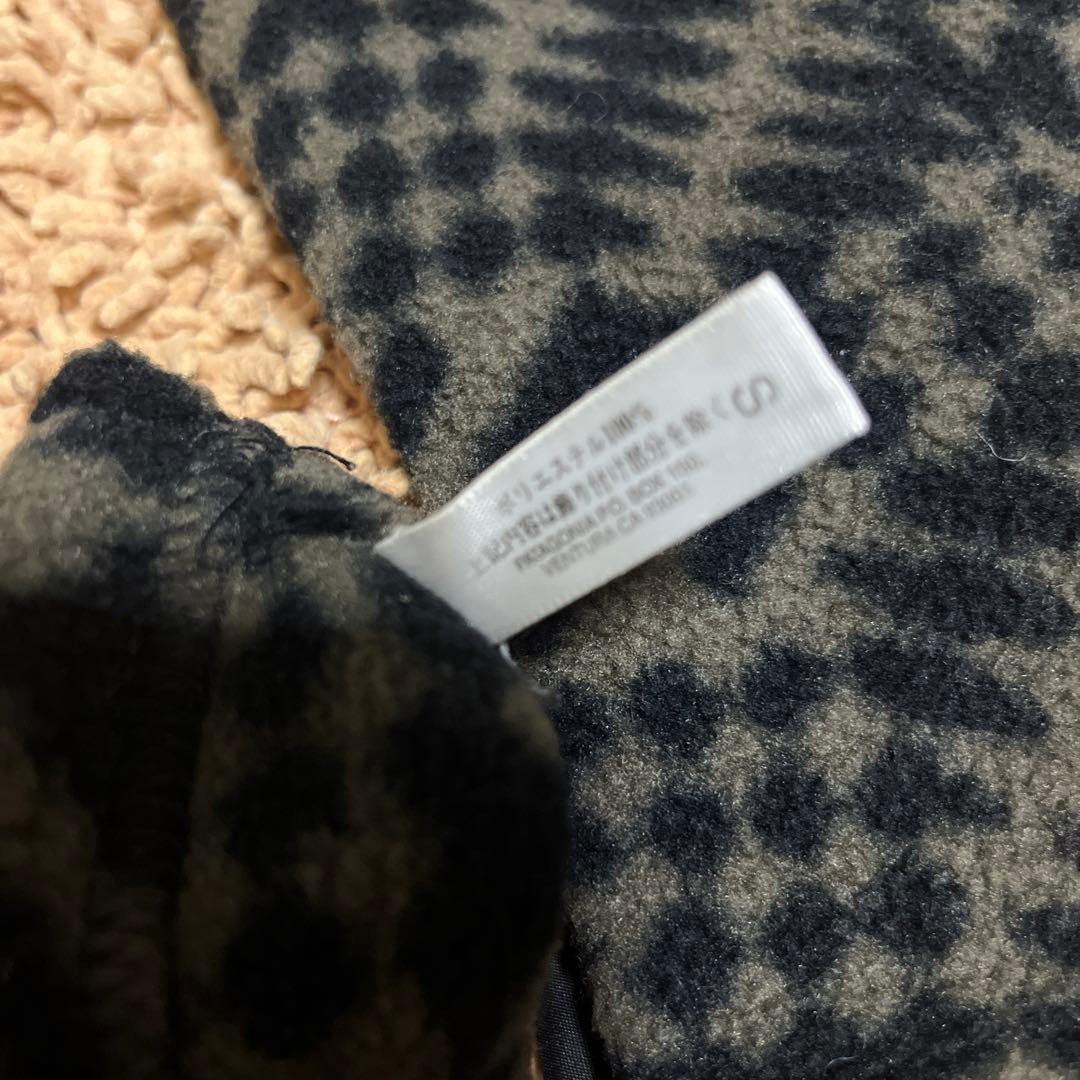 S
ポリエステル100%
上記内容は飾り付け部分を除く
PATAGONIA P.O. BOX 150,
VENTURA CA 93002